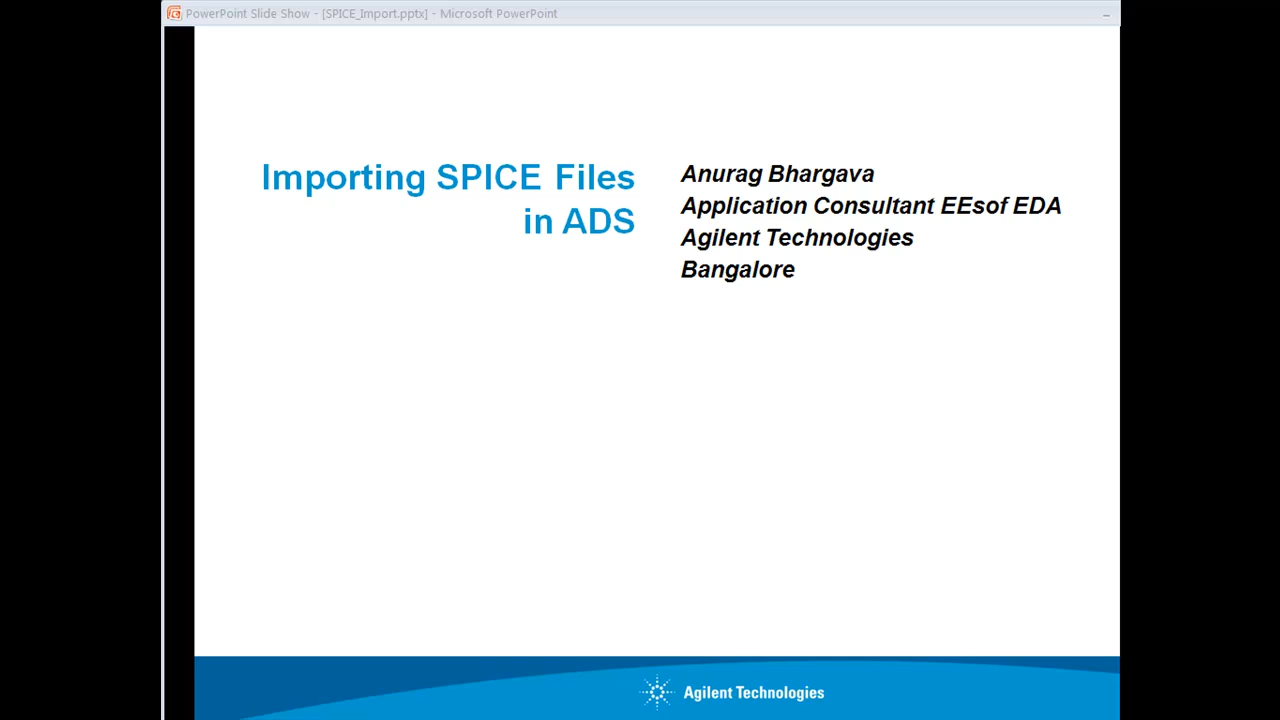 PowerPoint Slide Show - [SPICE_Import.pptx] - Microsoft PowerPoint
Importing SPICE Files
in ADS
Anurag Bhargava
Application Consultant EEsof EDA
Agilent Technologies
Bangalore
Agilent Technologies